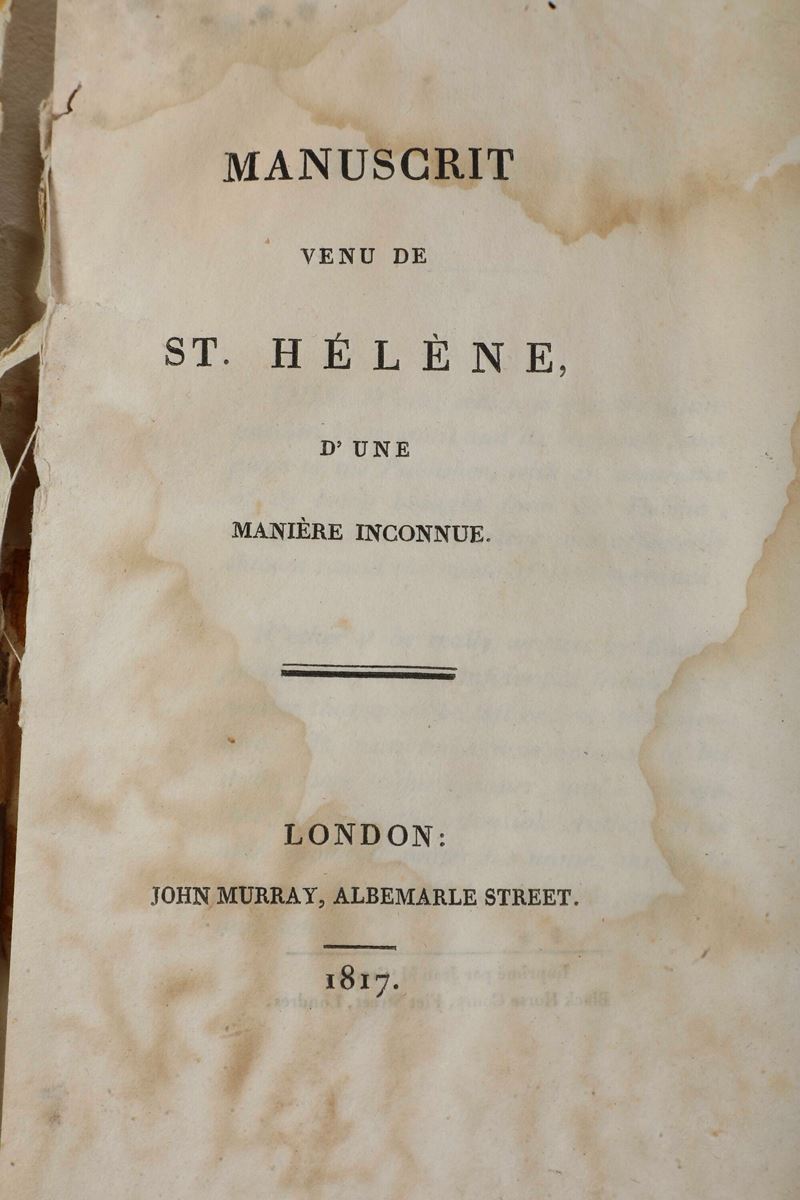 MANUSCRIT
VENU DE
ST. HÉLÈNE,
D' UNE
MANIÈRE INCONNUE.
LONDON:
JOHN MURRAY, ALBEMARLE STREET.
1817.